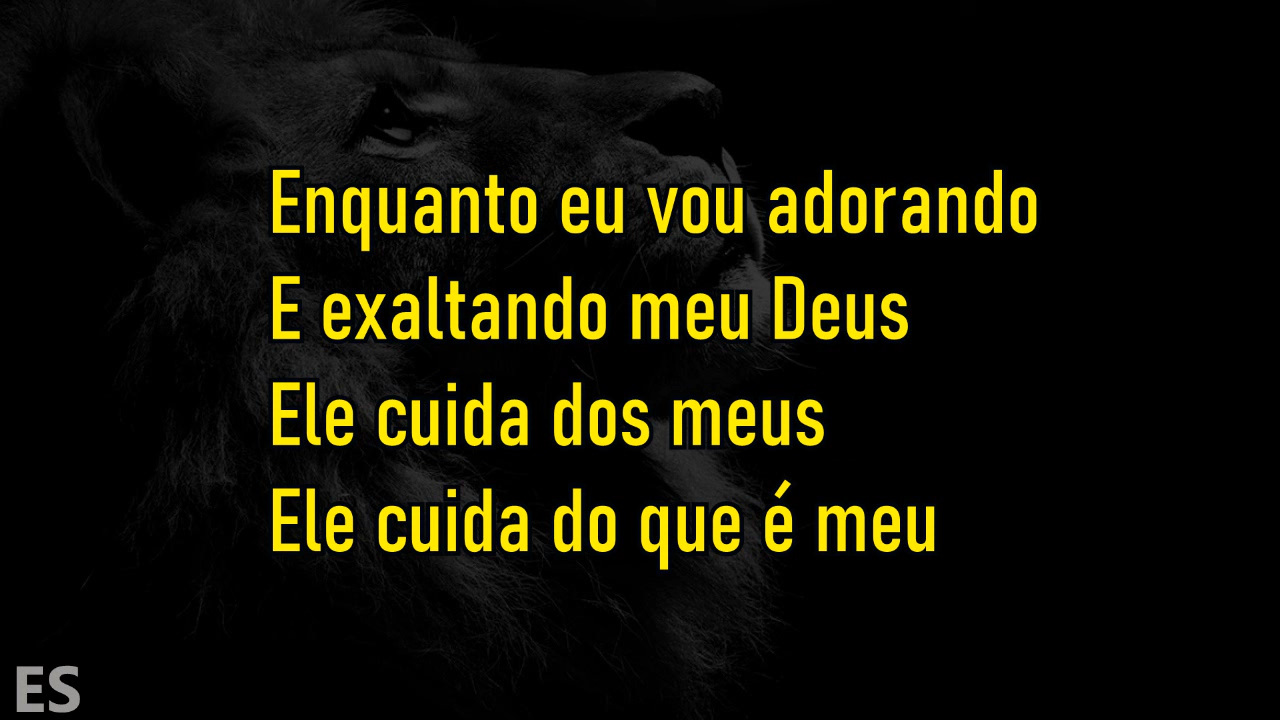 Enquanto eu vou adorando
E exaltando meu Deus
Ele cuida dos meus
Ele cuida do que é meu
ES